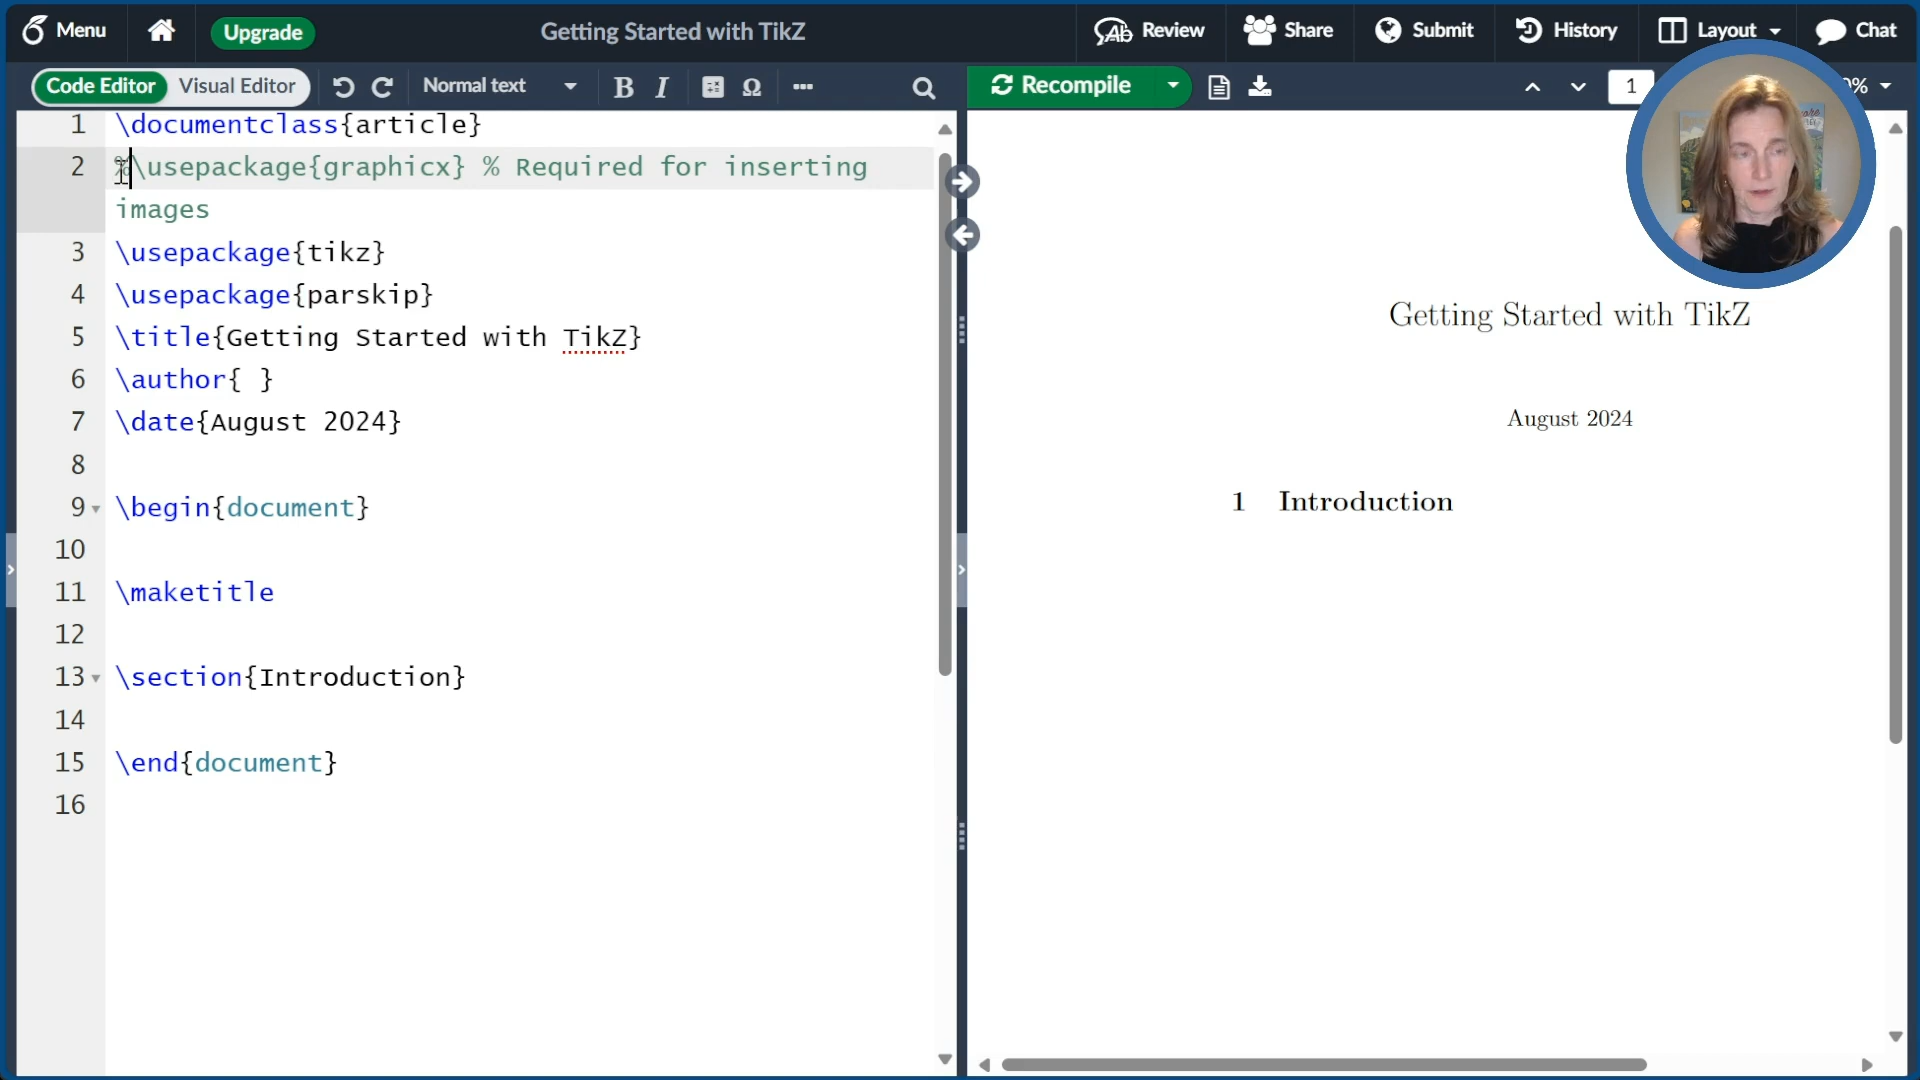 Menu
Upgrade
Getting Started with TikZ
Review
Share
Submit
History
Layout
Chat
Code Editor
Visual Editor
Normal text
B
I
Ω
Recompile
1
%
1 \documentclass{article}
2 %\usepackage{graphicx} % Required for inserting
images
3 \usepackage{tikz}
4 \usepackage{parskip}
5 \title{Getting Started with TikZ}
6 \author{ }
7 \date{August 2024}
8
9 \begin{document}
10
11 \maketitle
12
13 \section{Introduction}
14
15 \end{document}
16
Getting Started with TikZ
August 2024
1 Introduction